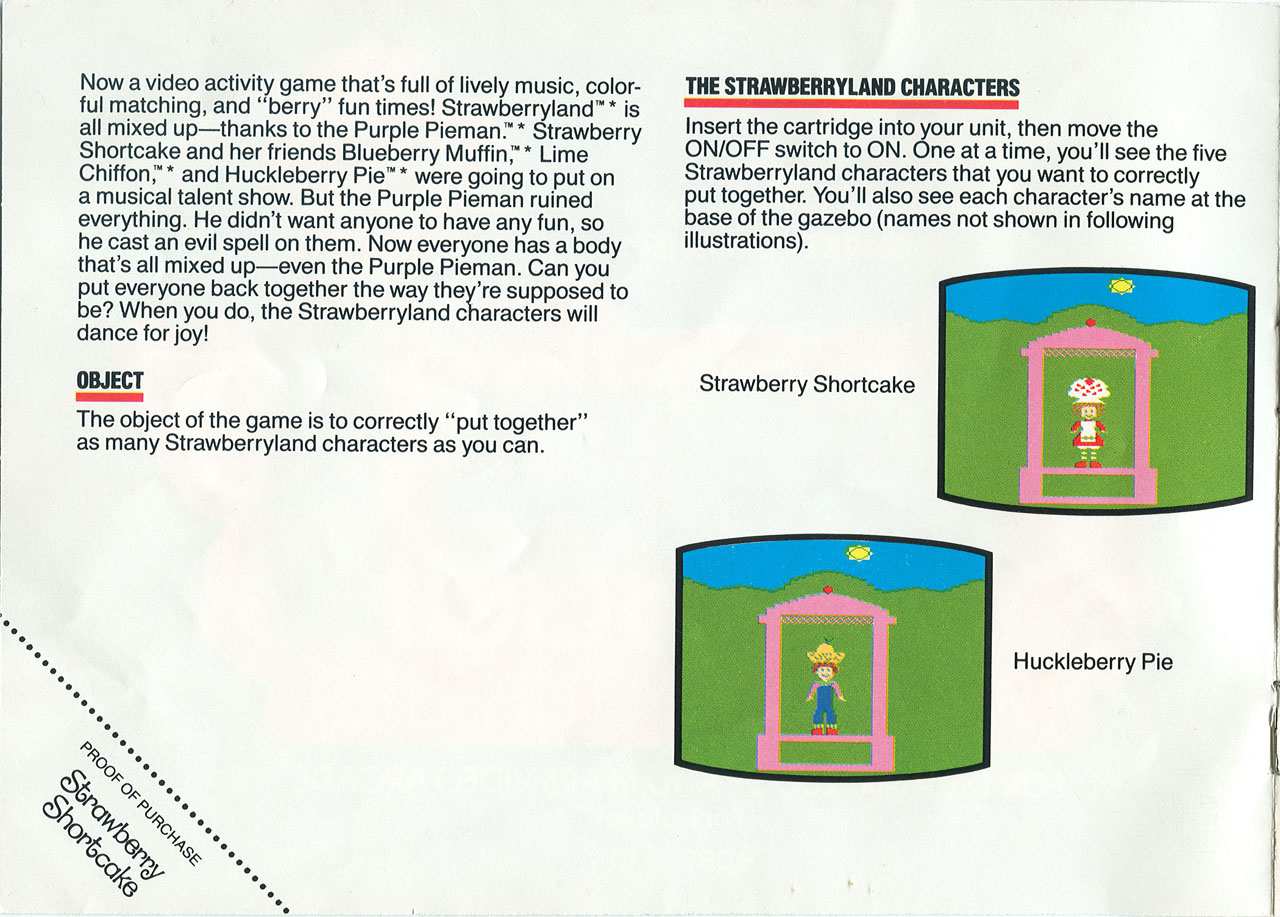 Now a video activity game that's full of lively music, color-
ful matching, and "berry" fun times! Strawberryland™* is
all mixed up—thanks to the Purple Pieman.™* Strawberry
Shortcake and her friends Blueberry Muffin,™* Lime
Chiffon,™* and Huckleberry Pie™* were going to put on
a musical talent show. But the Purple Pieman ruined
everything. He didn't want anyone to have any fun, so
he cast an evil spell on them. Now everyone has a body
that's all mixed up—even the Purple Pieman. Can you
put everyone back together the way they're supposed to
be? When you do, the Strawberryland characters will
dance for joy!
OBJECT
The object of the game is to correctly "put together"
as many Strawberryland characters as you can.
PROOF OF PURCHASE
Strawberry
Shortcake
THE STRAWBERRYLAND CHARACTERS
Insert the cartridge into your unit, then move the
ON/OFF switch to ON. One at a time, you'll see the five
Strawberryland characters that you want to correctly
put together. You'll also see each character's name at the
base of the gazebo (names not shown in following
illustrations).
Strawberry Shortcake
Huckleberry Pie